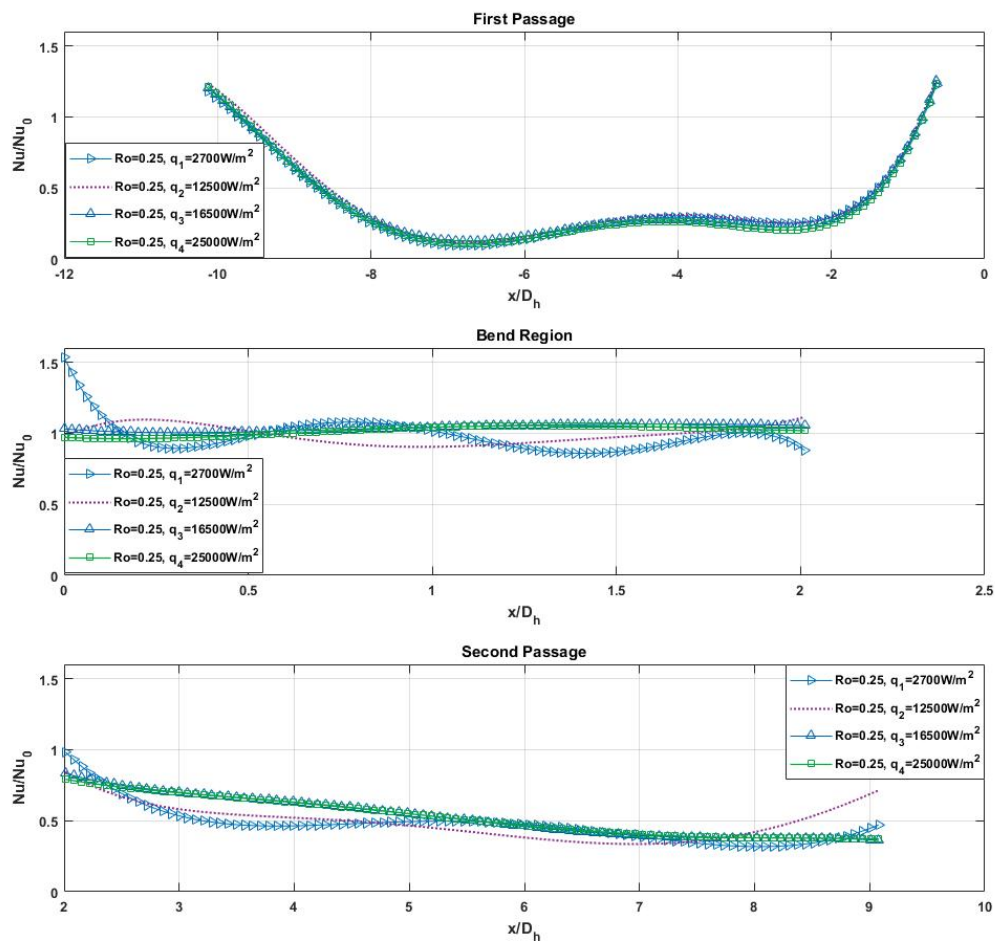 First Passage
Nu/Nu0
1.5
1
0.5
0
Ro=0.25, q1=2700W/m2
Ro=0.25, q2=12500W/m2
Ro=0.25, q3=16500W/m2
Ro=0.25, q4=25000W/m2
-12 -10 -8 -6 -4 -2 0
x/Dh
Bend Region
Nu/Nu0
1.5
1
0.5
0
Ro=0.25, q1=2700W/m2
Ro=0.25, q2=12500W/m2
Ro=0.25, q3=16500W/m2
Ro=0.25, q4=25000W/m2
0 0.5 1 1.5 2 2.5
x/Dh
Second Passage
Nu/Nu0
1.5
1
0.5
0
Ro=0.25, q1=2700W/m2
Ro=0.25, q2=12500W/m2
Ro=0.25, q3=16500W/m2
Ro=0.25, q4=25000W/m2
2 3 4 5 6 7 8 9 10
x/Dh